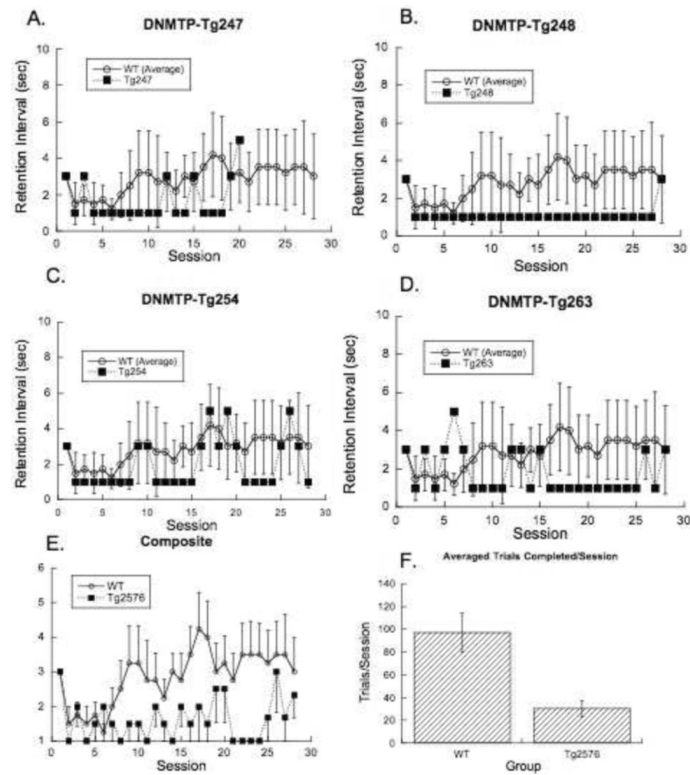 A.
DNMTP-Tg247
Retention Interval (sec)
10
8
6
4
2
0
WT (Average)
Tg247
0 5 10 15 20 25 30
Session
B.
DNMTP-Tg248
Retention Interval (sec)
10
8
6
4
2
0
WT (Average)
Tg248
0 5 10 15 20 25 30
Session
C.
DNMTP-Tg254
Retention Interval (sec)
10
8
6
4
2
0
WT (Average)
Tg254
0 5 10 15 20 25 30
Session
D.
DNMTP-Tg263
Retention Interval (sec)
10
8
6
4
2
0
WT (Average)
Tg263
0 5 10 15 20 25 30
Session
E.
Composite
6
5
4
3
2
1
WT
Tg2576
0 5 10 15 20 25 30
Session
F.
Averaged Trials Completed/Session
Trials/Session
140
120
100
80
60
40
20
0
WT Tg2576
Group